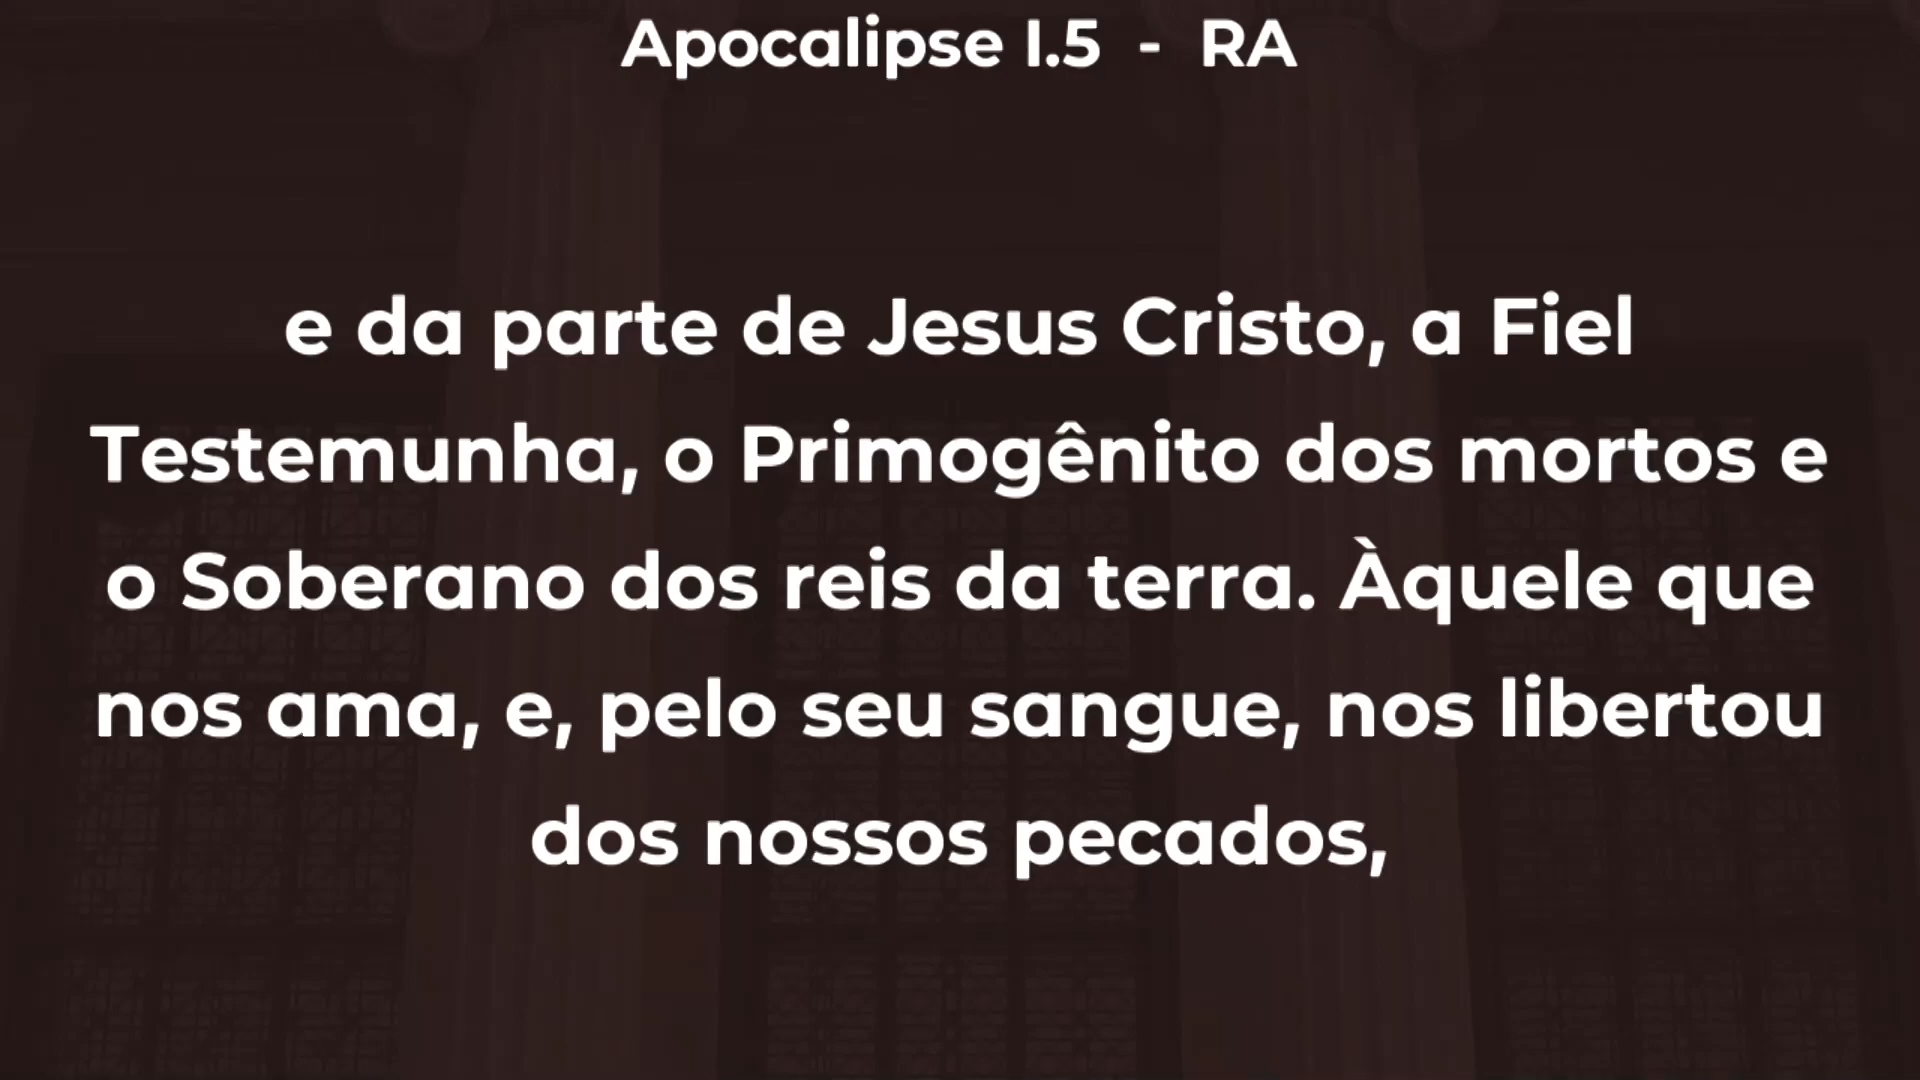 Apocalipse I.5 - RA
e da parte de Jesus Cristo, a Fiel
Testemunha, o Primogênito dos mortos e
o Soberano dos reis da terra. Àquele que
nos ama, e, pelo seu sangue, nos libertou
dos nossos pecados,